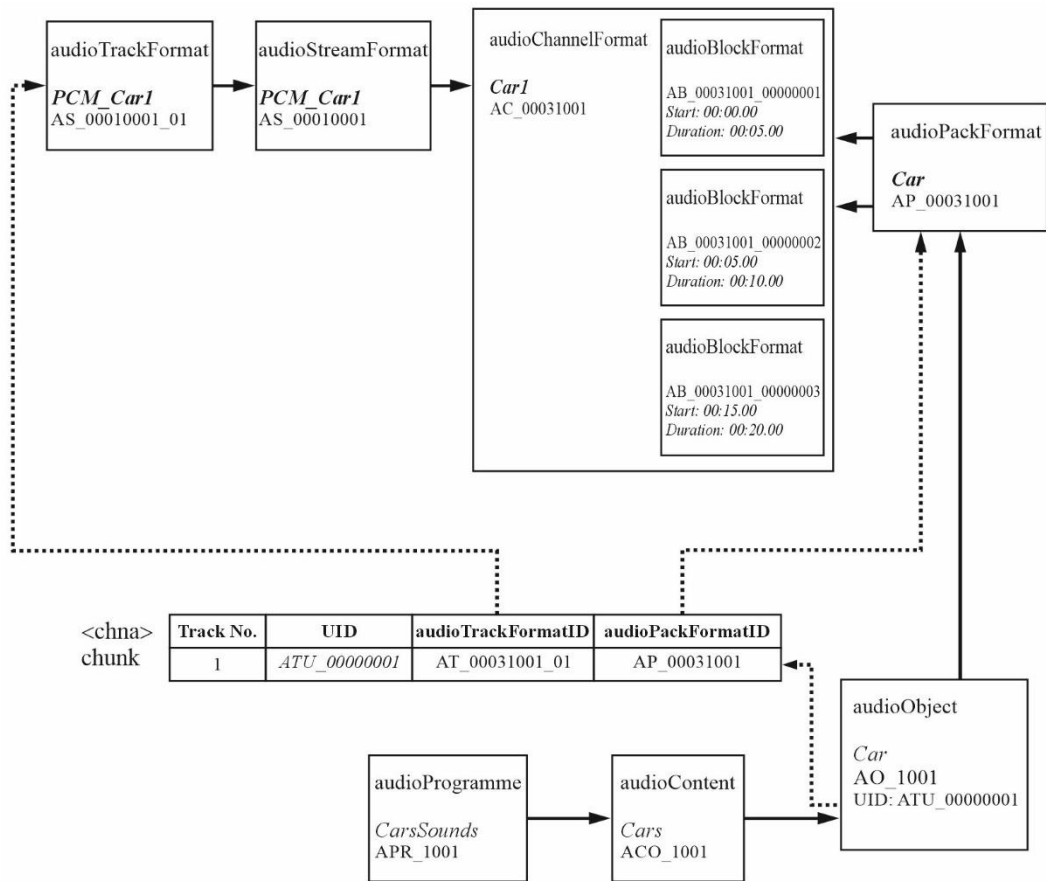 audioTrackFormat
PCM_Car1
AS_00010001_01
audioStreamFormat
PCM_Car1
AS_00010001
audioChannelFormat
Car1
AC_00031001
audioBlockFormat
AB_00031001_00000001
Start: 00:00.00
Duration: 00:05.00
audioBlockFormat
AB_00031001_00000002
Start: 00:05.00
Duration: 00:10.00
audioBlockFormat
AB_00031001_00000003
Start: 00:15.00
Duration: 00:20.00
audioPackFormat
Car
AP_00031001
<chna>
chunk
Track No. UID audioTrackFormatID audioPackFormatID
1 ATU_00000001 AT_00031001_01 AP_00031001
audioObject
Car
AO_1001
UID: ATU_00000001
audioProgramme
CarsSounds
APR_1001
audioContent
Cars
ACO_1001